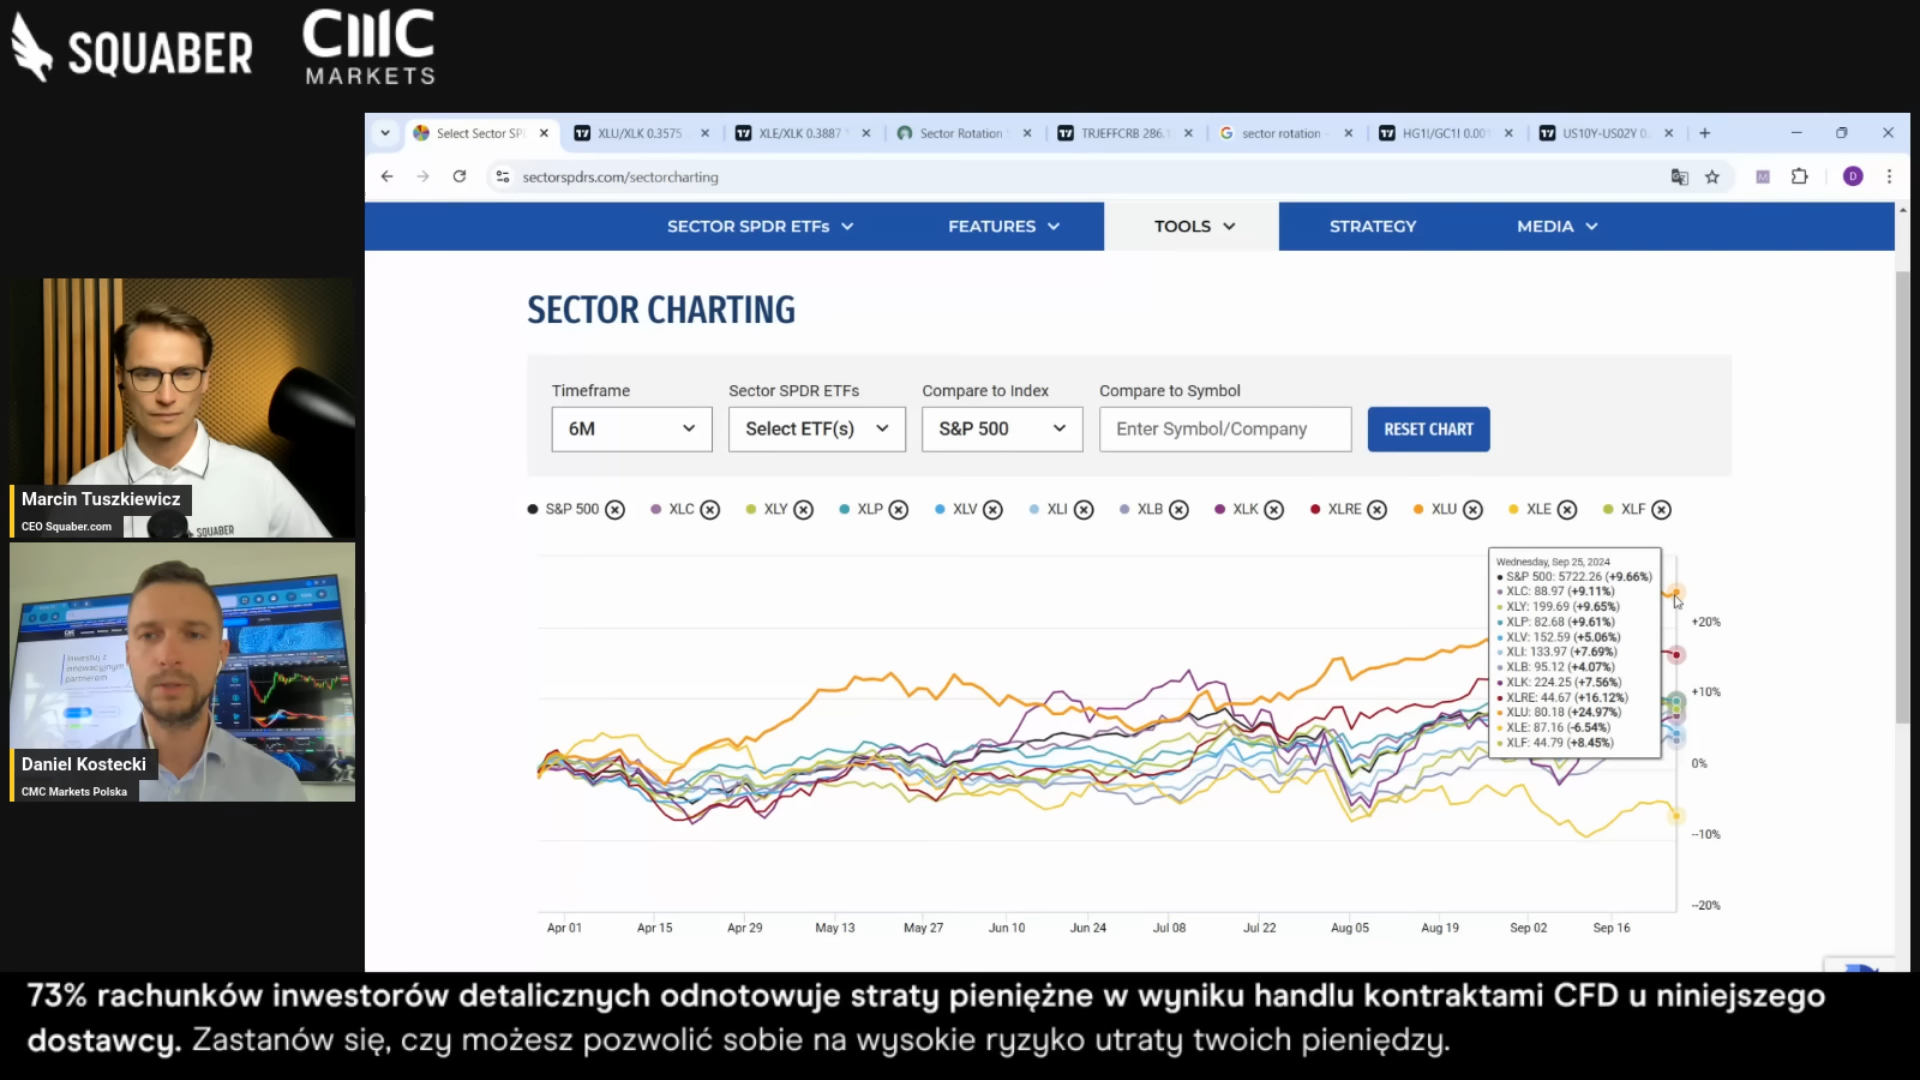 SQUABER
CMC
MARKETS
Select Sector SP
XLU/XLK 0.3575
XLE/XLK 0.3887
Sector Rotation
TRJEFFCRB 286.
sector rotation
HG1!/GC1! 0.00
US10Y-US02Y 0.
sectorspdrs.com/sectorcharting
D
SECTOR SPDR ETFs
FEATURES
TOOLS
STRATEGY
MEDIA
SECTOR CHARTING
Timeframe
Sector SPDR ETFs
Compare to Index
Compare to Symbol
6M
Select ETF(s)
S&P 500
Enter Symbol/Company
RESET CHART
S&P 500 XLC XLY XLP XLV XLI XLB XLK XLRE XLU XLE XLF
Wednesday, Sep 25, 2024
S&P 500: 5722.26 (+9.66%)
XLC: 88.97 (+9.11%)
XLY: 199.69 (+9.65%)
XLP: 82.68 (+9.61%)
XLV: 152.59 (+5.06%)
XLI: 133.97 (+7.69%)
XLB: 95.12 (+4.07%)
XLK: 224.25 (+7.56%)
XLRE: 44.67 (+16.12%)
XLU: 80.18 (+24.97%)
XLE: 87.16 (-6.54%)
XLF: 44.79 (+8.45%)
+20%
+10%
0%
-10%
-20%
Apr 01 Apr 15 Apr 29 May 13 May 27 Jun 10 Jun 24 Jul 08 Jul 22 Aug 05 Aug 19 Sep 02 Sep 16
Marcin Tuszkiewicz
CEO Squaber.com
SQUABER
Inwestuj z
innowacyjnym
partnerem
Daniel Kostecki
CMC Markets Polska
73% rachunków inwestorów detalicznych odnotowuje straty pieniężne w wyniku handlu kontraktami CFD u niniejszego
dostawcy. Zastanów się, czy możesz pozwolić sobie na wysokie ryzyko utraty twoich pieniędzy.